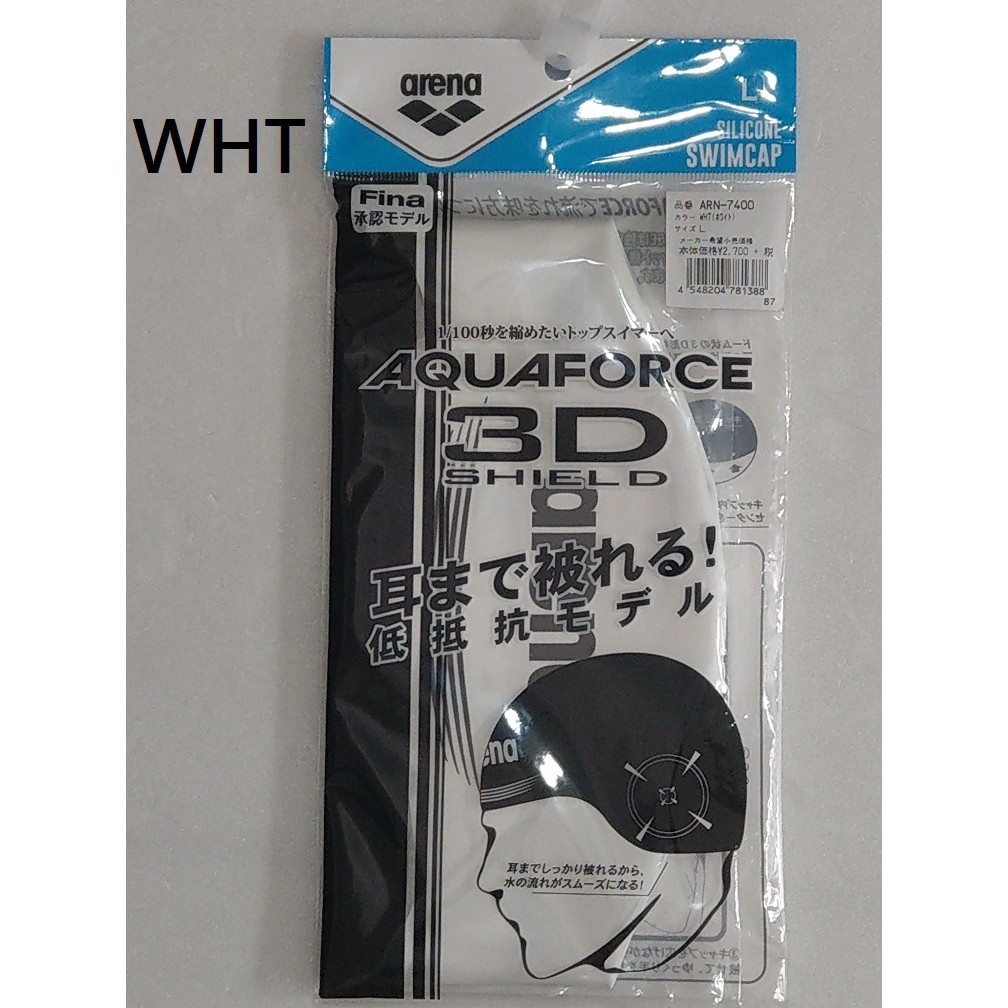 WHT
arena
L
SILICONE
SWIMCAP
Fina
承認モデル
品番 ARN-7400
カラー WHT(ホワイト)
サイズ L
メーカー希望小売価格
本体価格¥2,700 + 税
4 548204 781388
87
1/100秒を縮めたいトップスイマーへ
AQUAFORCE
3D
SHIELD
arena
耳まで被れる!
低抵抗モデル
ena
耳までしっかり被れるから、
水の流れがスムーズになる!